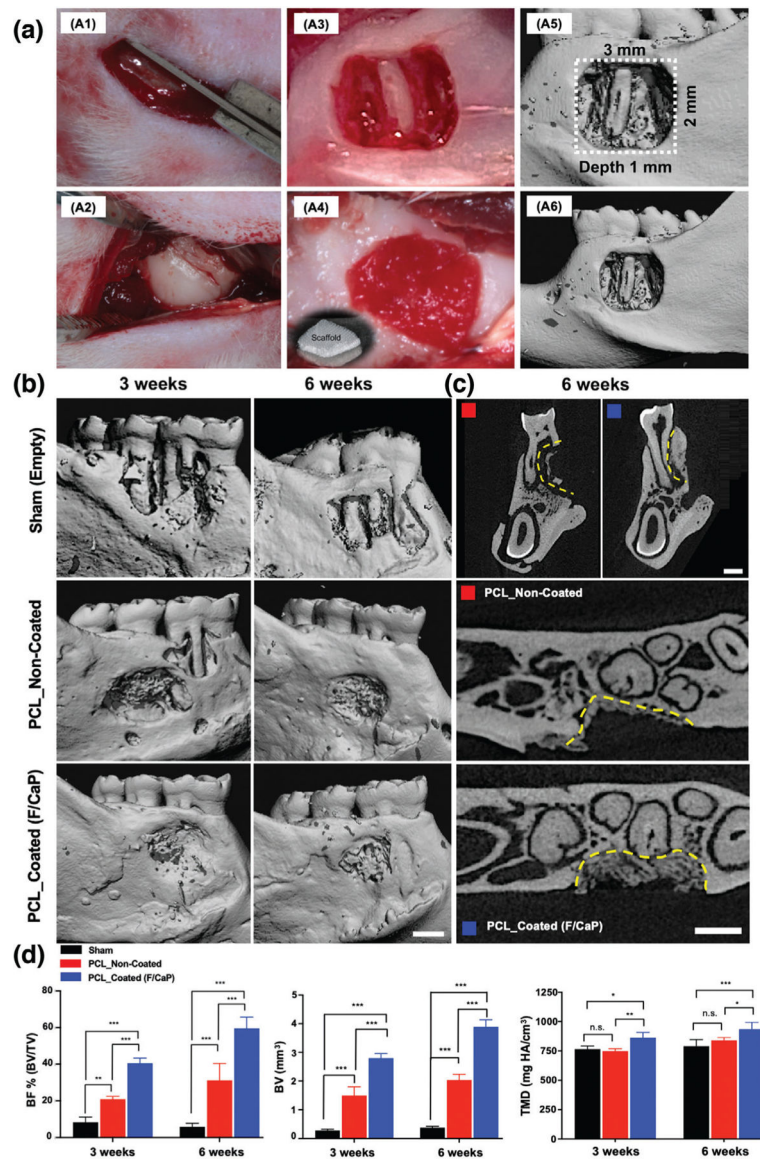 (a)
(A1)
(A3)
(A5)
3 mm
2 mm
Depth 1 mm
(A2)
(A4)
Scaffold
(A6)
(b)
3 weeks
6 weeks
Sham (Empty)
PCL_Non-Coated
PCL_Coated (F/CaP)
(c)
6 weeks
PCL_Non-Coated
PCL_Coated (F/CaP)
(d)
Sham
PCL_Non-Coated
PCL_Coated (F/CaP)
BF % (BV/TV)
80
60
40
20
0
***
***
**
***
***
***
3 weeks
6 weeks
BV (mm³)
5
4
3
2
1
0
***
***
***
***
***
***
3 weeks
6 weeks
TMD (mg HA/cm³)
1250
1000
750
500
250
0
*
n.s.
**
***
n.s.
*
3 weeks
6 weeks